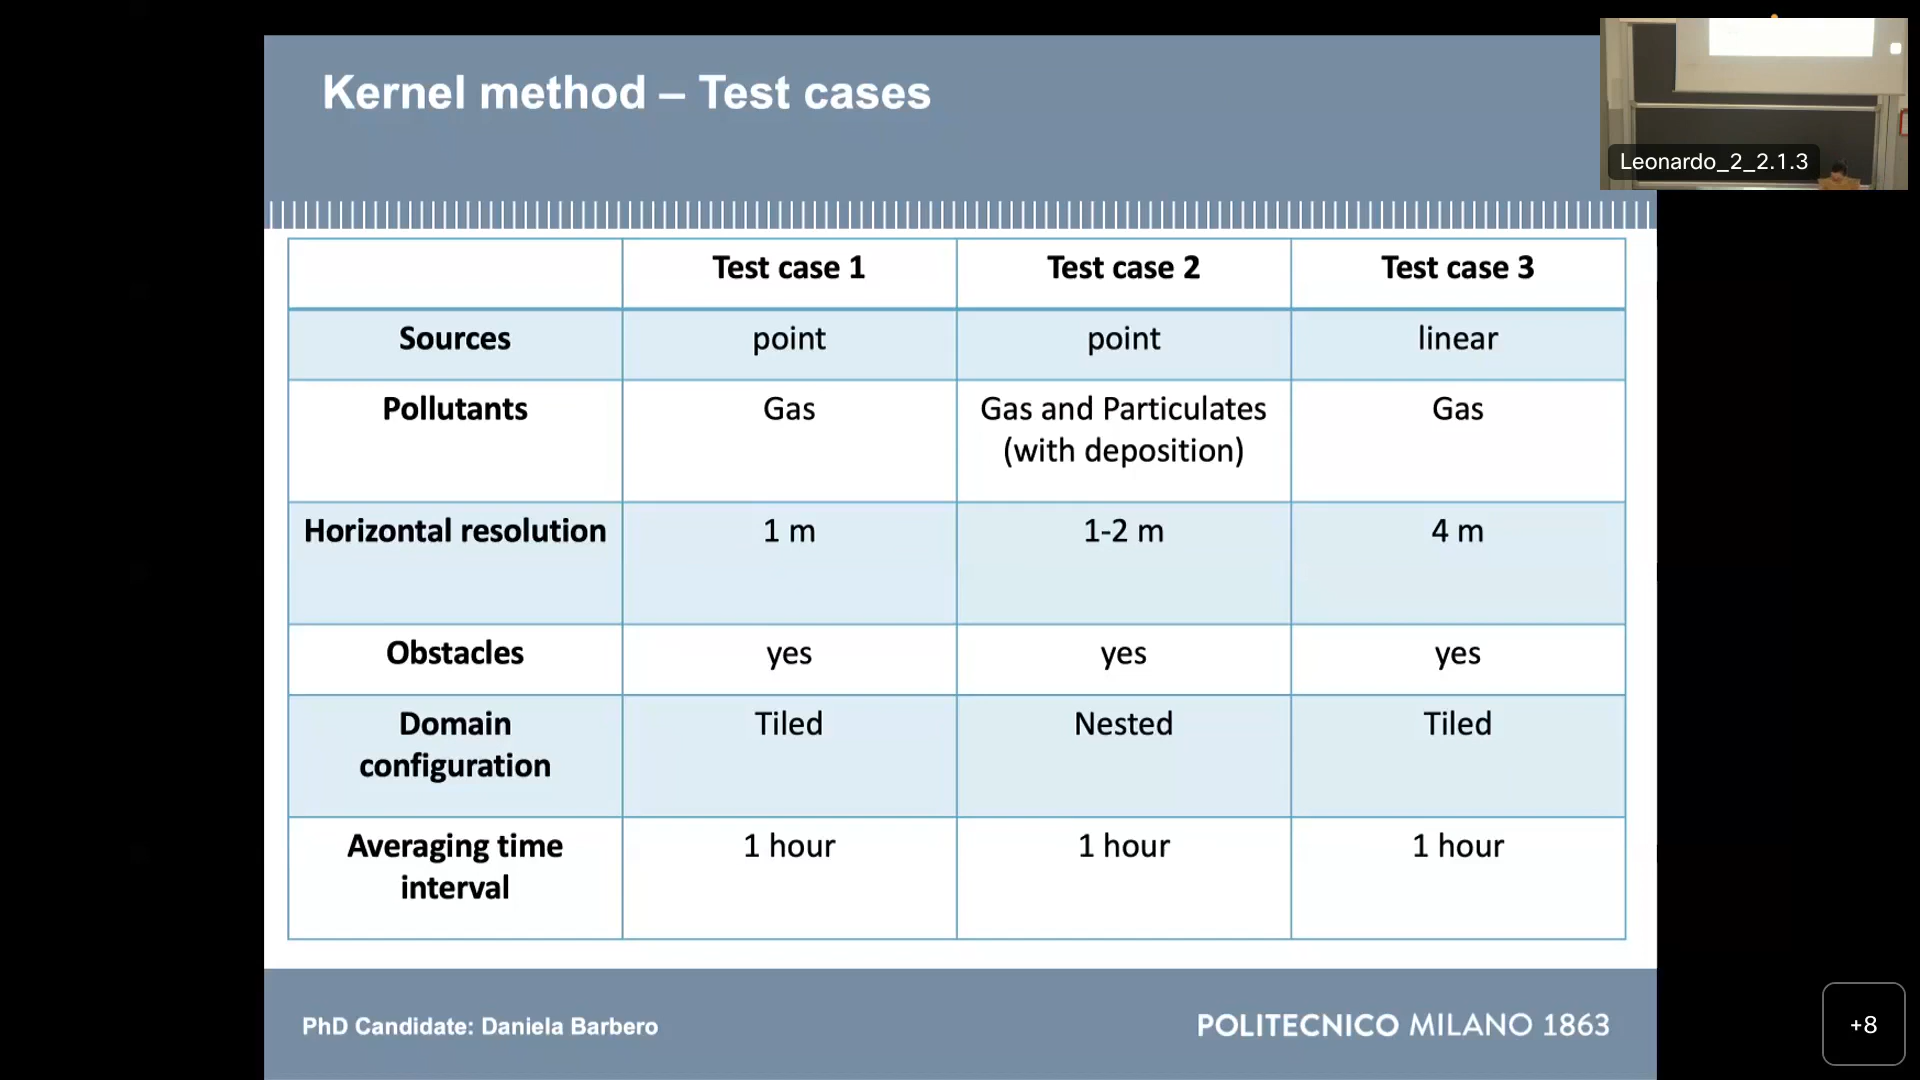 Kernel method – Test cases
Leonardo_2_2.1.3
Test case 1 Test case 2 Test case 3
Sources point point linear
Pollutants Gas Gas and Particulates Gas
(with deposition)
Horizontal resolution 1 m 1-2 m 4 m
Obstacles yes yes yes
Domain Tiled Nested Tiled
configuration
Averaging time 1 hour 1 hour 1 hour
interval
PhD Candidate: Daniela Barbero
POLITECNICO MILANO 1863
+8